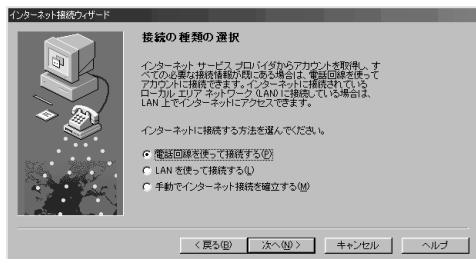 インターネット接続ウィザード
接続の種類の選択
インターネット サービス プロバイダからアカウントを取得し、す
べての必要な接続情報が既にある場合は、電話回線を使って
アカウントに接続できます。インターネットに接続されている
ローカル エリア ネットワーク (LAN) に接続している場合は、
LAN 上でインターネットにアクセスできます。
インターネットに接続する方法を選んでください。
電話回線を使って接続する(P)
LAN を使って接続する(L)
手動でインターネット接続を確立する(M)
< 戻る(B)
次へ(N) >
キャンセル
ヘルプ